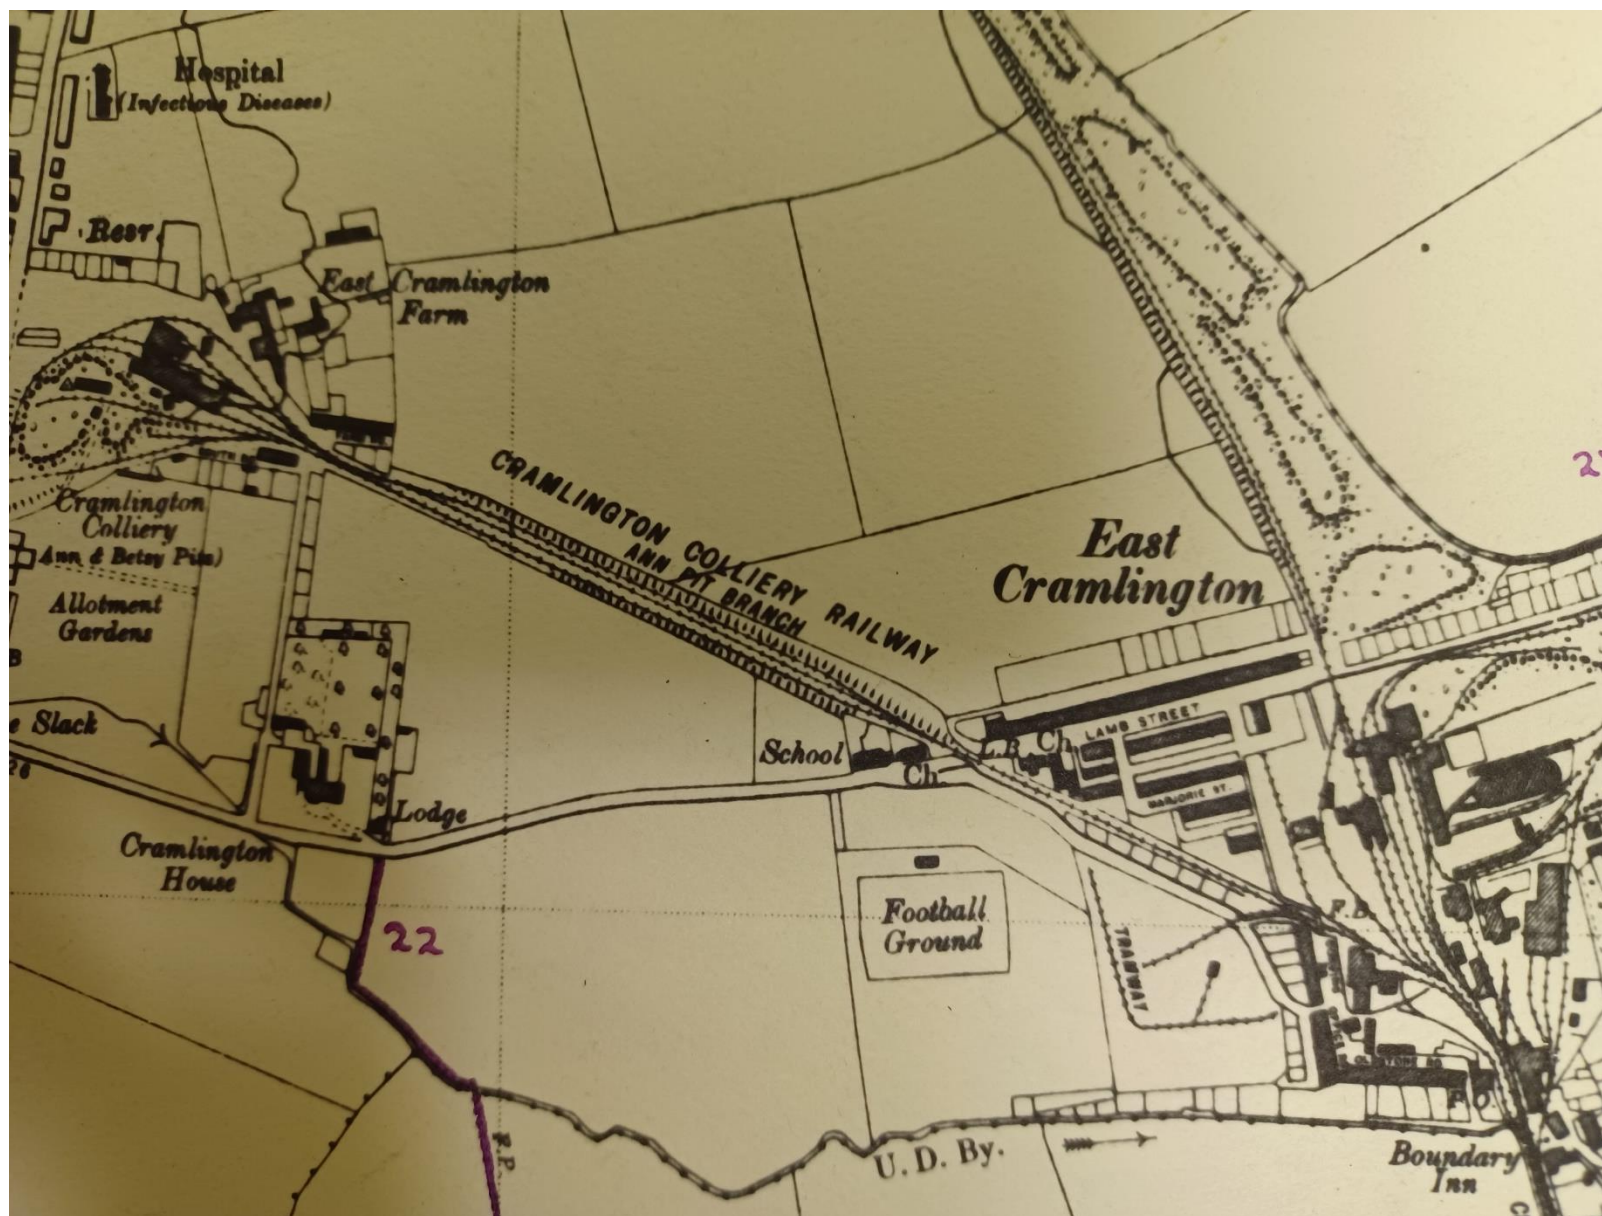 Hospital
(Infectious Diseases)
Resr.
East Cramlington
Farm
Cramlington
Colliery
Ann & Betsy Pits)
Allotment
Gardens
CRAMLINGTON COLLIERY RAILWAY
ANN PIT BRANCH
East
Cramlington
e Slack
26
School
Ch.
L.B.
Ch.
LAMB STREET
MARJORIE ST.
Lodge
Cramlington
House
22
Football
Ground
TRAMWAY
F.B.
P.O.
F.P.
U. D. By.
Boundary
Inn